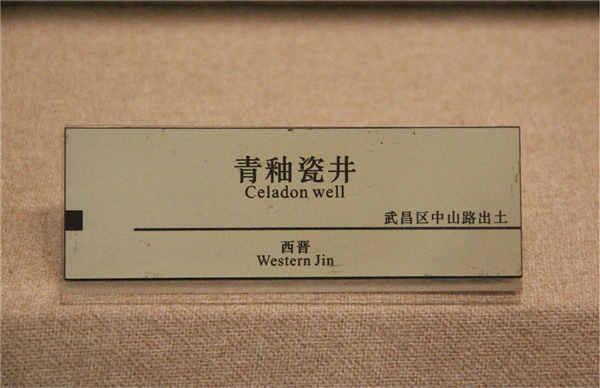 青釉瓷井
Celadon well
武昌区中山路出土
西晋
Western Jin